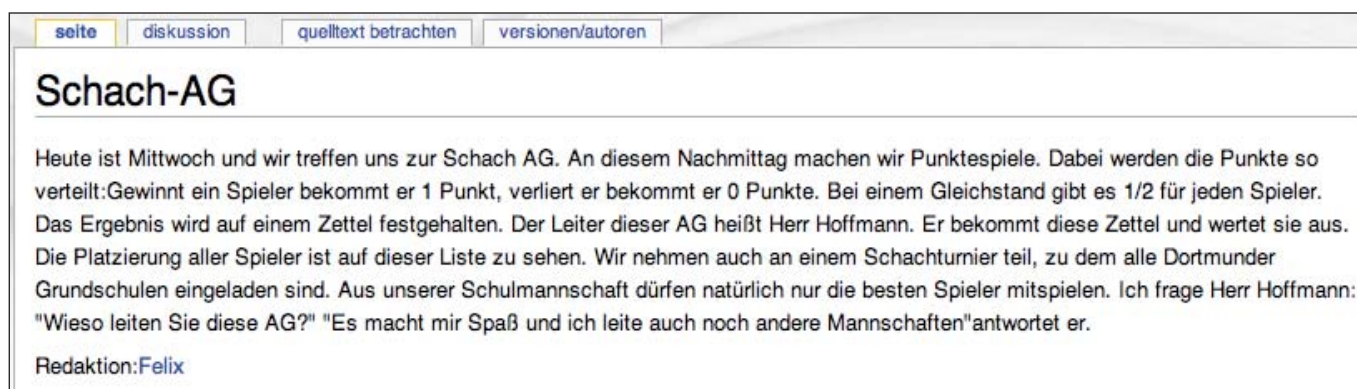 seite diskussion quelltext betrachten versionen/autoren
Schach-AG
Heute ist Mittwoch und wir treffen uns zur Schach AG. An diesem Nachmittag machen wir Punktespiele. Dabei werden die Punkte so
verteilt:Gewinnt ein Spieler bekommt er 1 Punkt, verliert er bekommt er 0 Punkte. Bei einem Gleichstand gibt es 1/2 für jeden Spieler.
Das Ergebnis wird auf einem Zettel festgehalten. Der Leiter dieser AG heißt Herr Hoffmann. Er bekommt diese Zettel und wertet sie aus.
Die Platzierung aller Spieler ist auf dieser Liste zu sehen. Wir nehmen auch an einem Schachturnier teil, zu dem alle Dortmunder
Grundschulen eingeladen sind. Aus unserer Schulmannschaft dürfen natürlich nur die besten Spieler mitspielen. Ich frage Herr Hoffmann:
"Wieso leiten Sie diese AG?" "Es macht mir Spaß und ich leite auch noch andere Mannschaften"antwortet er.
Redaktion:Felix